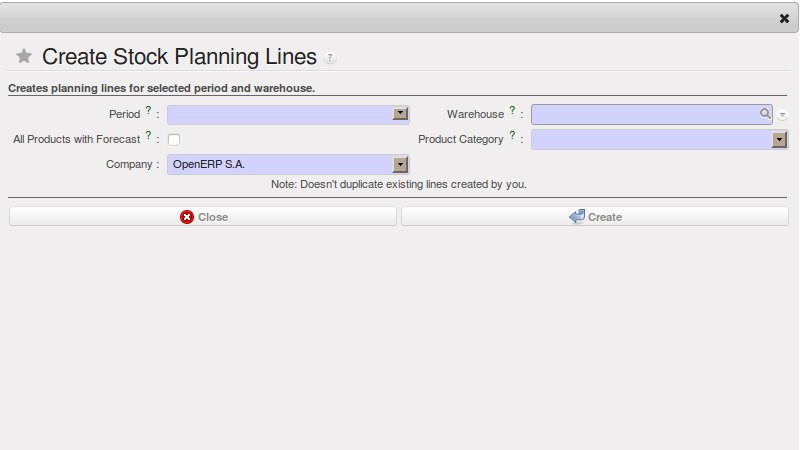 Create Stock Planning Lines ?
Creates planning lines for selected period and warehouse.
Period ? : Warehouse ? :
All Products with Forecast ? : Product Category ? :
Company : OpenERP S.A.
Note: Doesn't duplicate existing lines created by you.
Close Create